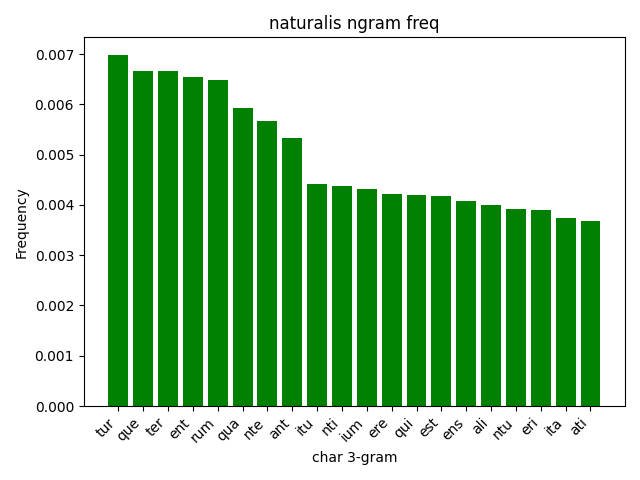 naturalis ngram freq
Frequency
0.007
0.006
0.005
0.004
0.003
0.002
0.001
0.000
tur que ter ent rum qua nte ant itu nti ium ere qui est ens ali ntu eri ita ati
char 3-gram